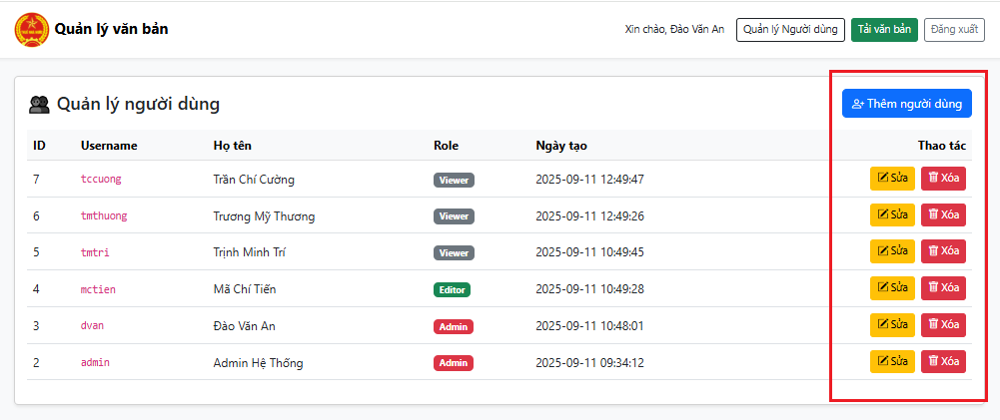 Quản lý văn bản Xin chào, Đào Văn An Quản lý Người dùng Tải văn bản Đăng xuất
Quản lý người dùng Thêm người dùng
ID Username Họ tên Role Ngày tạo Thao tác
7 tccuong Trần Chí Cường Viewer 2025-09-11 12:49:47 Sửa Xóa
6 tmthuong Trương Mỹ Thương Viewer 2025-09-11 12:49:26 Sửa Xóa
5 tmtri Trịnh Minh Trí Viewer 2025-09-11 10:49:45 Sửa Xóa
4 mctien Mã Chí Tiến Editor 2025-09-11 10:49:28 Sửa Xóa
3 dvan Đào Văn An Admin 2025-09-11 10:48:01 Sửa Xóa
2 admin Admin Hệ Thống Admin 2025-09-11 09:34:12 Sửa Xóa